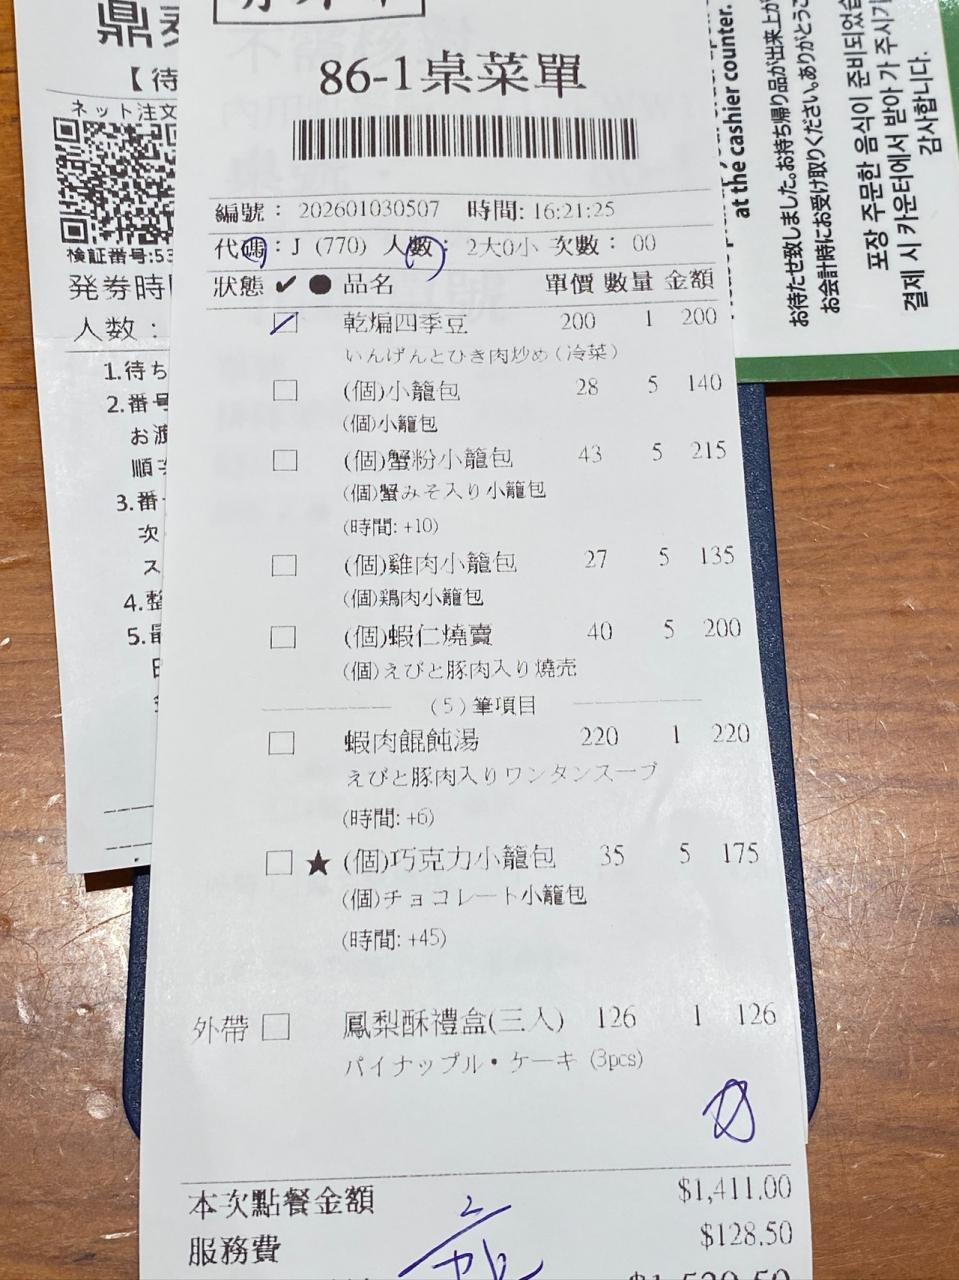 86-1桌菜單
編號： 202601030507 時間: 16:21:25
代碼：J (770) 人數： 2大0小 次數： 00
狀態 ✔ ● 品名 單價 數量 金額
乾煸四季豆 200 1 200
いんげんとひき肉炒め（冷菜）
(個)小籠包 28 5 140
(個)小籠包
(個)蟹粉小籠包 43 5 215
(個)蟹みそ入り小籠包
(時間: +10)
(個)雞肉小籠包 27 5 135
(個)鶏肉小籠包
(個)蝦仁燒賣 40 5 200
(個)えびと豚肉入り焼売
(5) 筆項目
蝦肉餛飩湯 220 1 220
えびと豚肉入りワンタンスープ
(時間: +6)
★ (個)巧克力小籠包 35 5 175
(個)チョコレート小籠包
(時間: +45)
外帶 鳳梨酥禮盒(三入) 126 1 126
パイナップル・ケーキ (3pcs)
本次點餐金額 $1,411.00
服務費 $128.50
鼎
【待
ネット注文
検証番号:53
発券時
人数：
1.待ち
2.番号
お渡
順
3.番
次
ス
4.整
5.最
at the cashier counter.
お待たせ致しました。お持ち帰り品が出来上が
お会計時にお受け取りください。ありがとうご
포장 주문한 음식이 준비되었습
결제 시 카운터에서 받아 가 주시기
감사합니다.